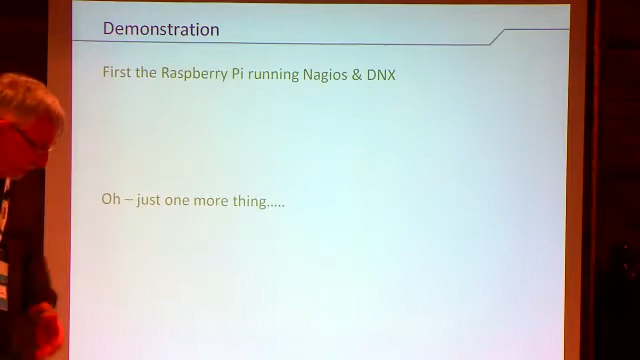 Demonstration
First the Raspberry Pi running Nagios & DNX
Oh – just one more thing.....